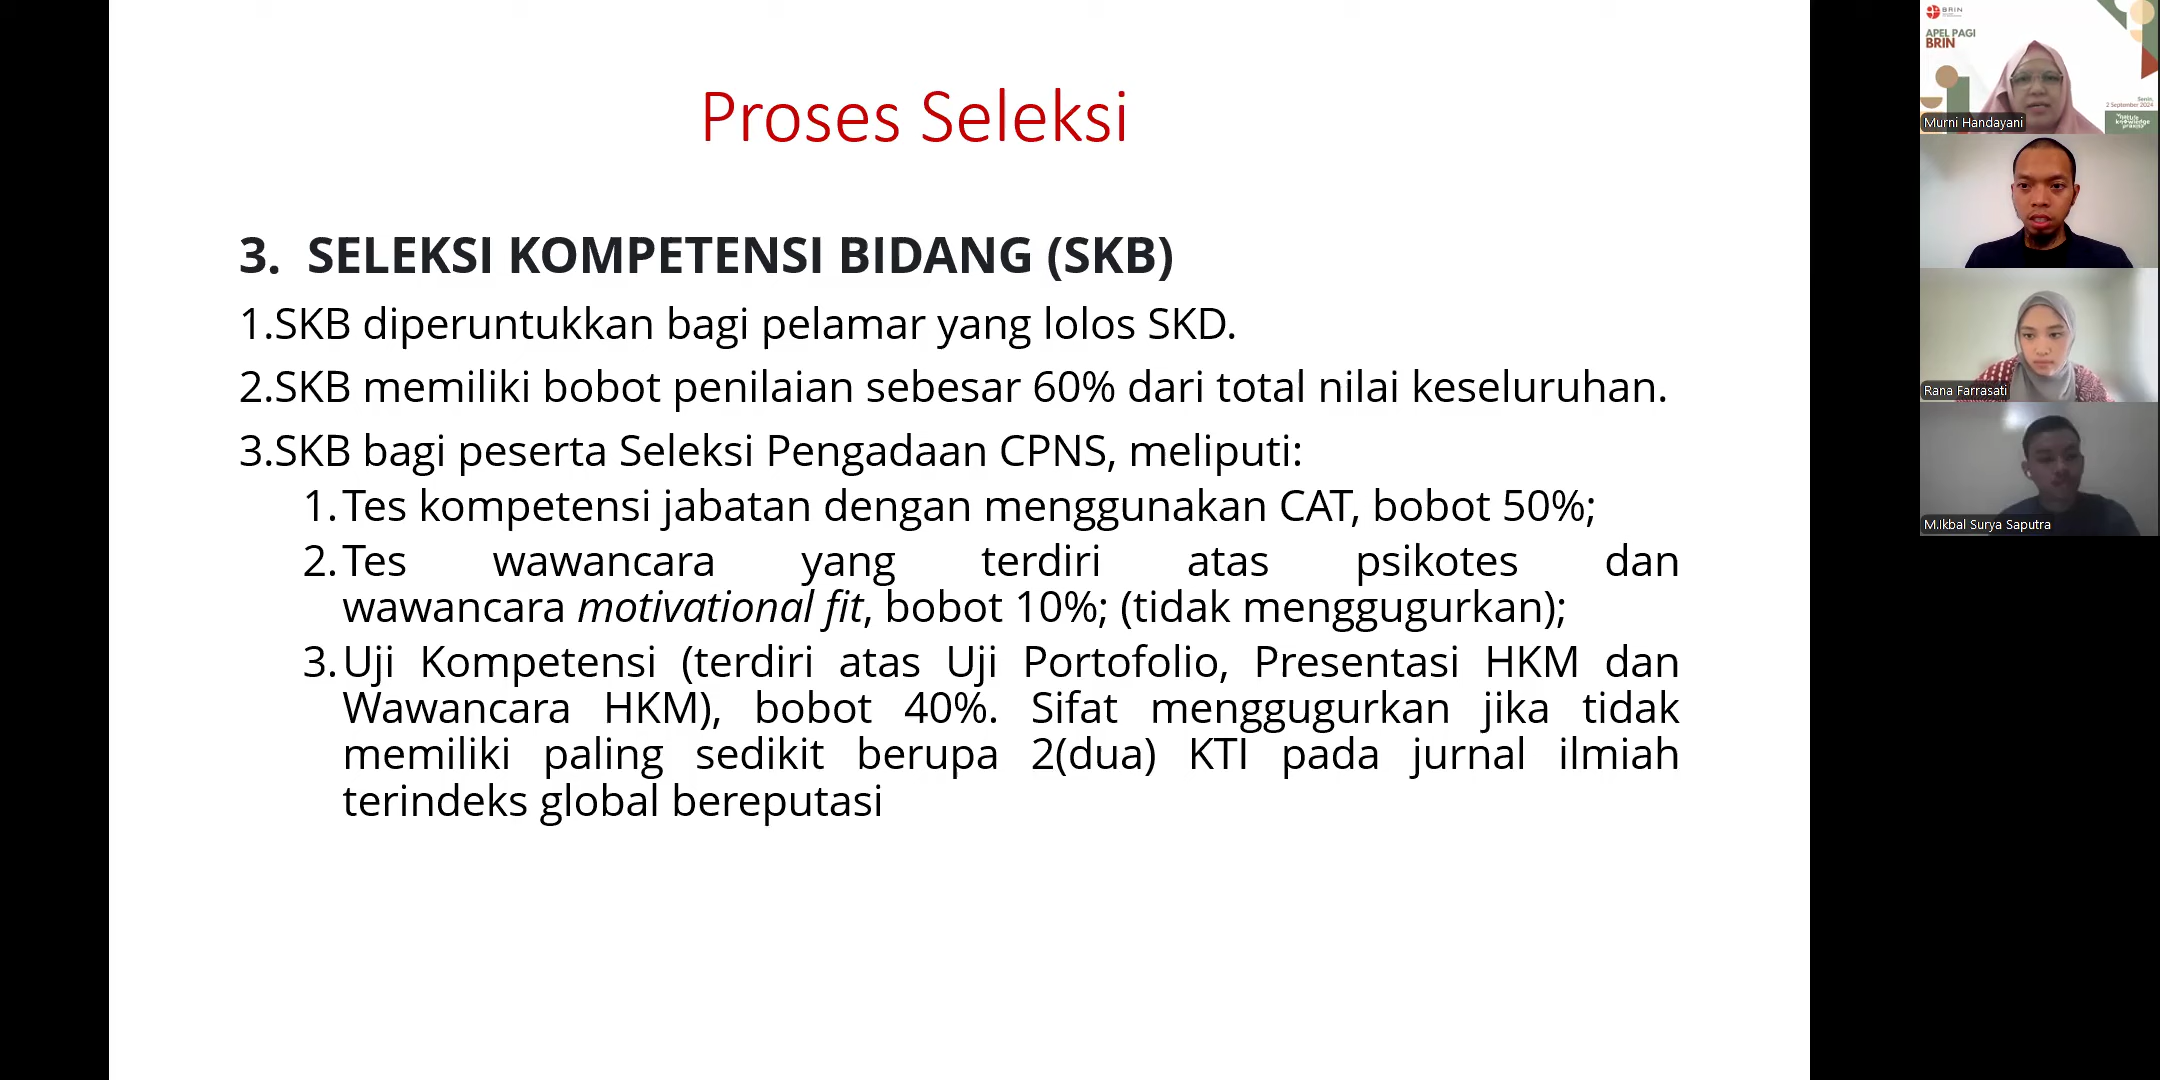 Proses Seleksi
3. SELEKSI KOMPETENSI BIDANG (SKB)
1.SKB diperuntukkan bagi pelamar yang lolos SKD.
2.SKB memiliki bobot penilaian sebesar 60% dari total nilai keseluruhan.
3.SKB bagi peserta Seleksi Pengadaan CPNS, meliputi:
1.Tes kompetensi jabatan dengan menggunakan CAT, bobot 50%;
2.Tes wawancara yang terdiri atas psikotes dan
wawancara motivational fit, bobot 10%; (tidak menggugurkan);
3.Uji Kompetensi (terdiri atas Uji Portofolio, Presentasi HKM dan
Wawancara HKM), bobot 40%. Sifat menggugurkan jika tidak
memiliki paling sedikit berupa 2(dua) KTI pada jurnal ilmiah
terindeks global bereputasi
BRIN
APEL PAGI
BRIN
Senin,
2 September 2024
Murni Handayani
Rana Farrasati
M.Ikbal Surya Saputra